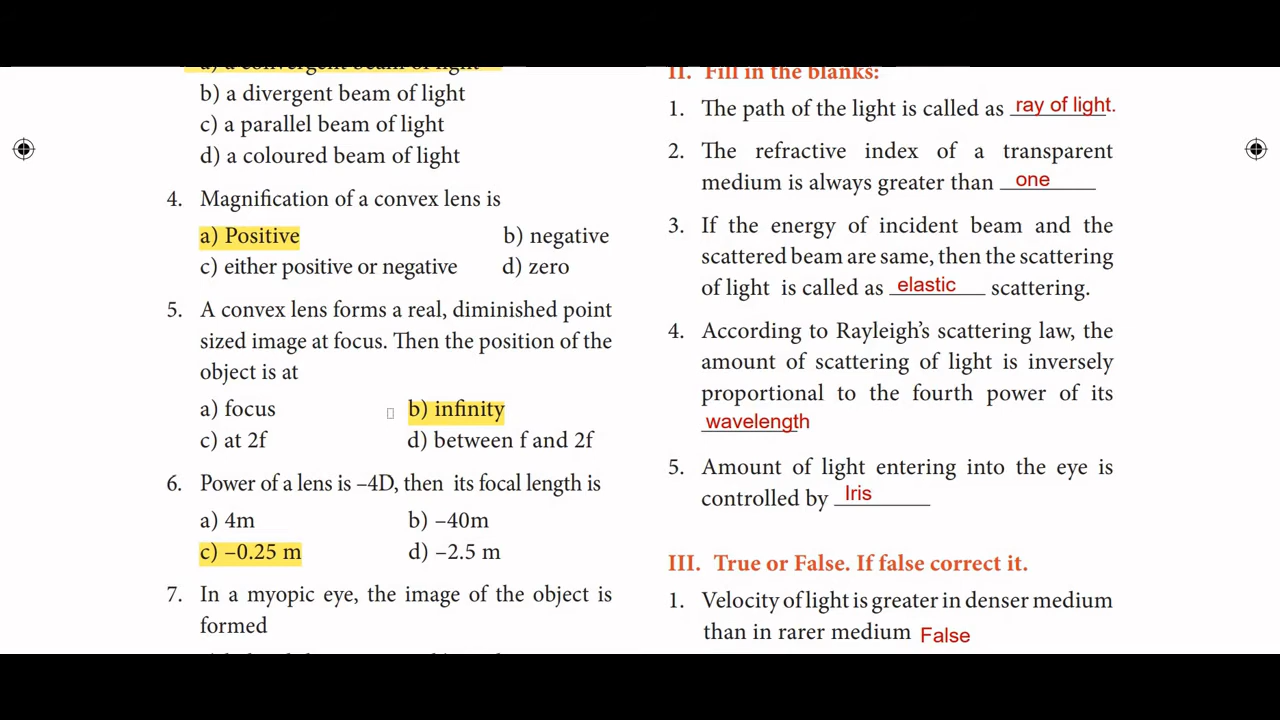 a) a convergent beam of light
b) a divergent beam of light
c) a parallel beam of light
d) a coloured beam of light
4. Magnification of a convex lens is
a) Positive b) negative
c) either positive or negative d) zero
5. A convex lens forms a real, diminished point
sized image at focus. Then the position of the
object is at
a) focus b) infinity
c) at 2f d) between f and 2f
6. Power of a lens is –4D, then its focal length is
a) 4m b) –40m
c) –0.25 m d) –2.5 m
7. In a myopic eye, the image of the object is
formed
II. Fill in the blanks:
1. The path of the light is called as ray of light.
2. The refractive index of a transparent
medium is always greater than one
3. If the energy of incident beam and the
scattered beam are same, then the scattering
of light is called as elastic scattering.
4. According to Rayleigh's scattering law, the
amount of scattering of light is inversely
proportional to the fourth power of its
wavelength
5. Amount of light entering into the eye is
controlled by Iris
III. True or False. If false correct it.
1. Velocity of light is greater in denser medium
than in rarer medium False